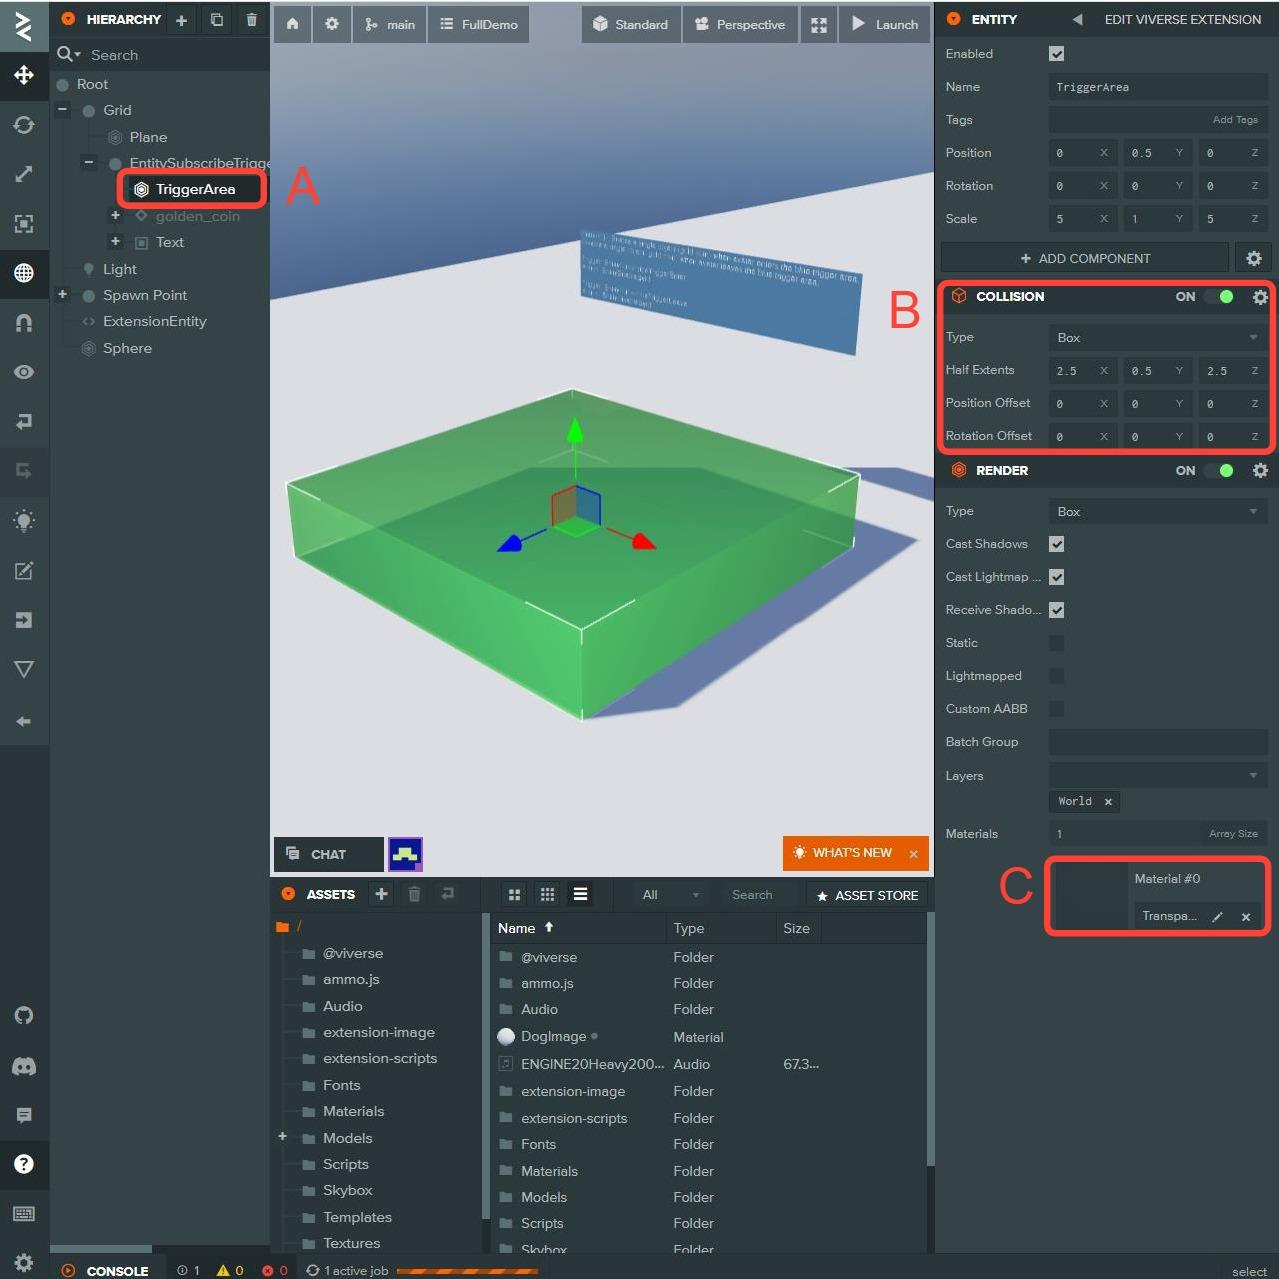 HIERARCHY
Search
Root
Grid
Plane
EntitySubscribeTrigge
TriggerArea
golden_coin
Text
Light
Spawn Point
ExtensionEntity
Sphere
A
main
FullDemo
Standard
Perspective
Launch
B
CHAT
WHAT'S NEW
ENTITY
EDIT VIVERSE EXTENSION
Enabled
Name TriggerArea
Tags Add Tags
Position 0 X 0.5 Y 0 Z
Rotation 0 X 0 Y 0 Z
Scale 5 X 1 Y 5 Z
ADD COMPONENT
COLLISION ON
Type Box
Half Extents 2.5 X 0.5 Y 2.5 Z
Position Offset 0 X 0 Y 0 Z
Rotation Offset 0 X 0 Y 0 Z
RENDER ON
Type Box
Cast Shadows
Cast Lightmap ...
Receive Shado...
Static
Lightmapped
Custom AABB
Batch Group
Layers
World
Materials 1 Array Size
C
Material #0
Transpa...
ASSETS
All
Search
ASSET STORE
/
@viverse
ammo.js
Audio
extension-image
extension-scripts
Fonts
Materials
Models
Scripts
Skybox
Templates
Textures
Name Type Size
@viverse Folder
ammo.js Folder
Audio Folder
DogImage Material
ENGINE20Heavy200... Audio 67.3...
extension-image Folder
extension-scripts Folder
Fonts Folder
Materials Folder
Models Folder
Scripts Folder
Skybox Folder
CONSOLE 1 0 0 1 active job
select